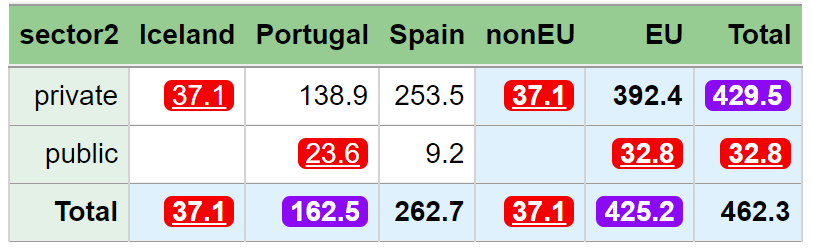 sector2 Iceland Portugal Spain nonEU EU Total
private 37.1 138.9 253.5 37.1 392.4 429.5
public 23.6 9.2 32.8 32.8
Total 37.1 162.5 262.7 37.1 425.2 462.3